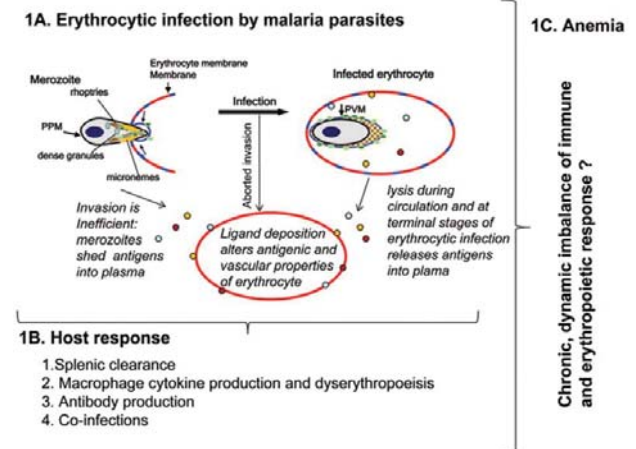 1A. Erythrocytic infection by malaria parasites
Merozoite
rhoptries
PPM
dense granules
micronemes
Erythrocyte membrane
Membrane
Infection
Aborted invasion
Infected erythrocyte
PVM
Invasion is
Inefficient:
merozoites
shed antigens
into plasma
Ligand deposition
alters antigenic and
vascular properties
of erythrocyte
lysis during
circulation and at
terminal stages of
erythrocytic infection
releases antigens
into plama
1B. Host response
1.Splenic clearance
2. Macrophage cytokine production and dyserythropoeisis
3. Antibody production
4. Co-infections
1C. Anemia
Chronic, dynamic imbalance of immune
and erythropoietic response ?